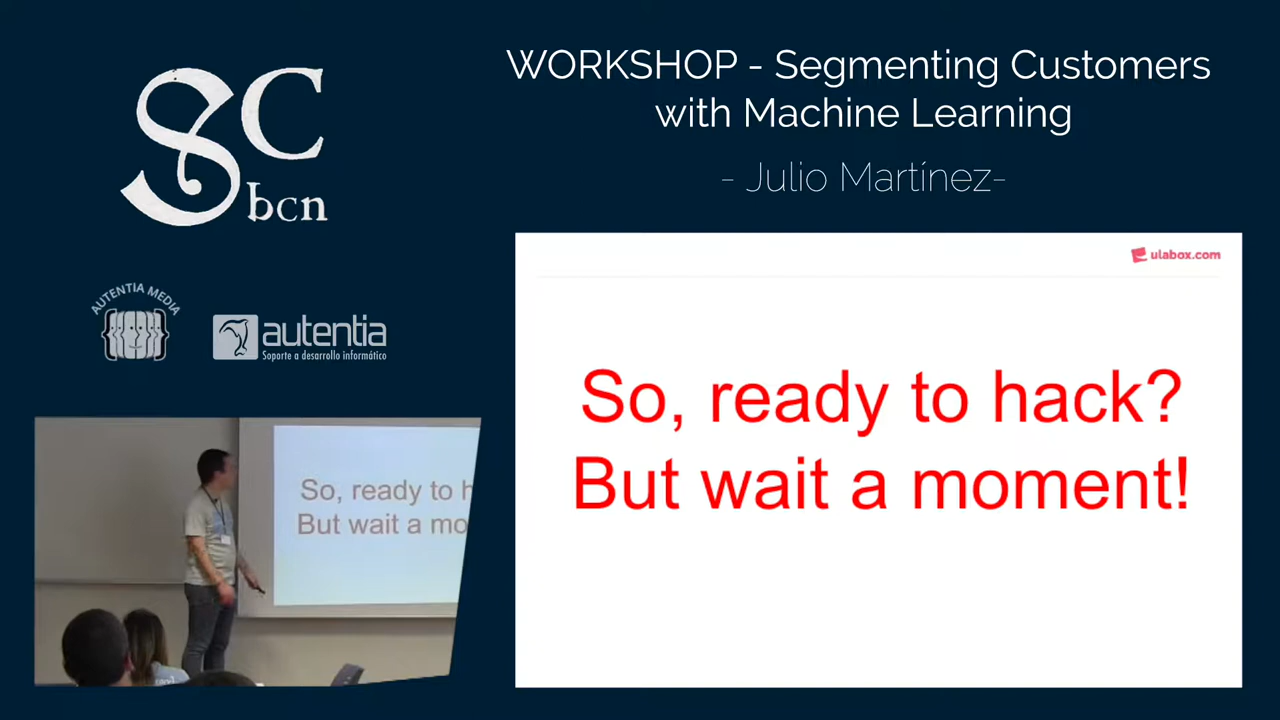 WORKSHOP - Segmenting Customers
with Machine Learning
- Julio Martínez-
SC
bcn
AUTENTIA MEDIA
autentia
Soporte a desarrollo informático
ulabox.com
So, ready to hack?
But wait a moment!
So, ready to h
But wait a mo